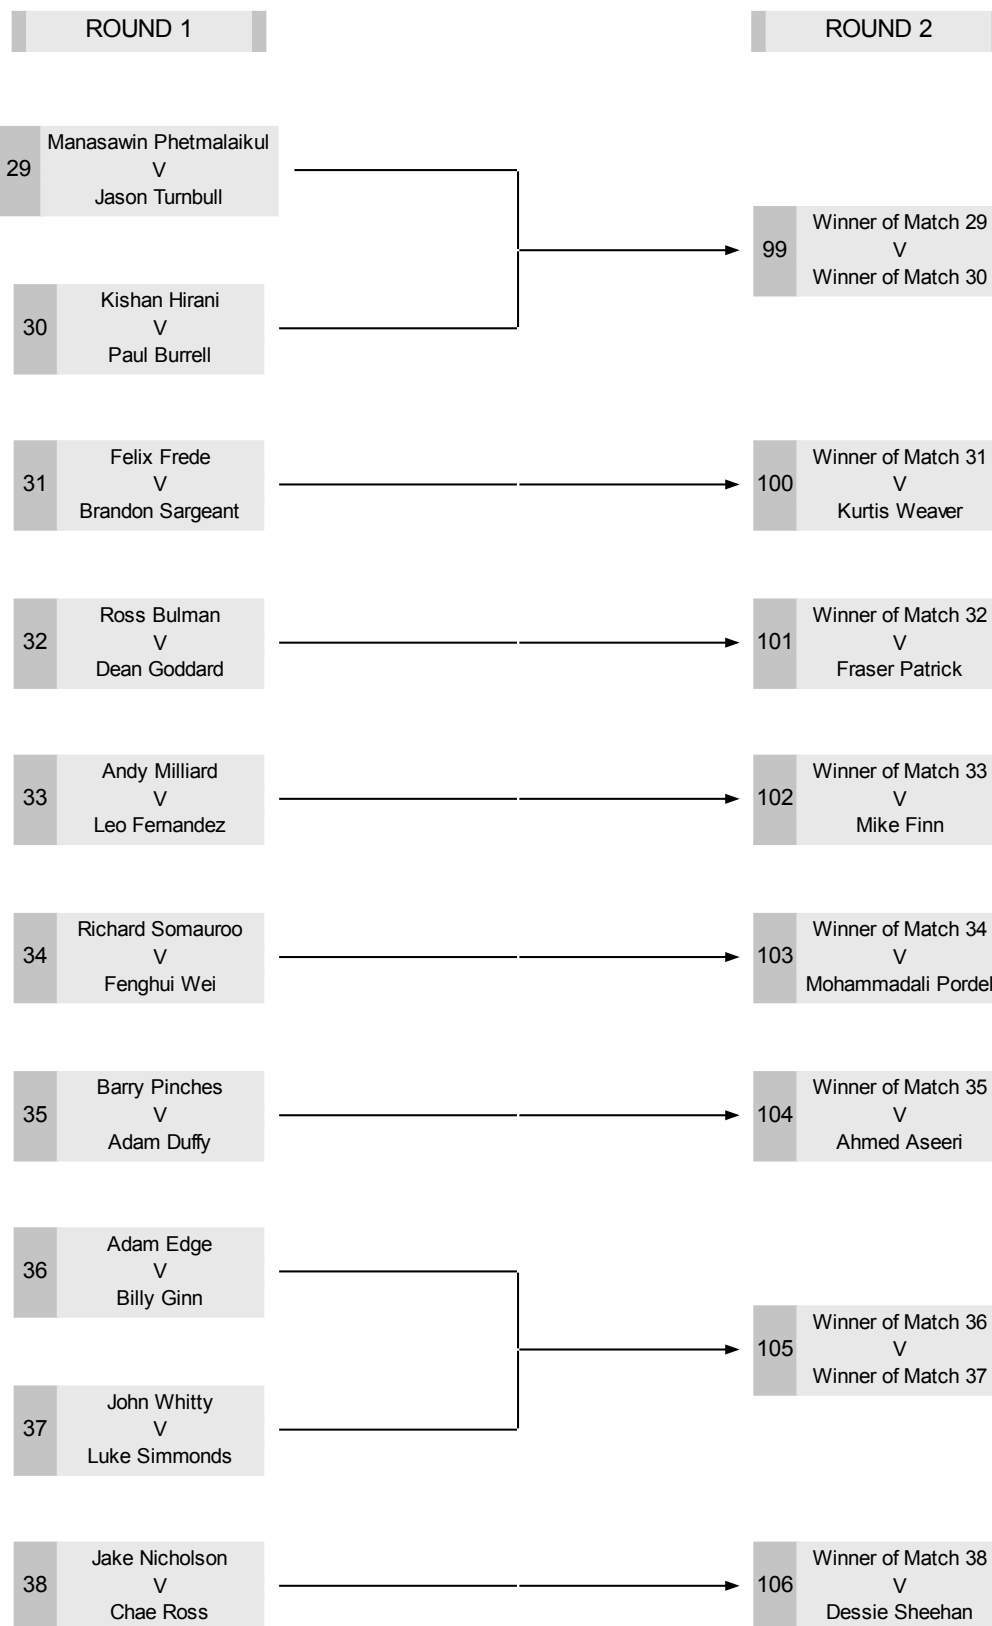 ROUND 1
ROUND 2
29
Manasawin Phetmalaikul
V
Jason Turnbull
99
Winner of Match 29
V
Winner of Match 30
30
Kishan Hirani
V
Paul Burrell
31
Felix Frede
V
Brandon Sargeant
100
Winner of Match 31
V
Kurtis Weaver
32
Ross Bulman
V
Dean Goddard
101
Winner of Match 32
V
Fraser Patrick
33
Andy Milliard
V
Leo Fernandez
102
Winner of Match 33
V
Mike Finn
34
Richard Somauroo
V
Fenghui Wei
103
Winner of Match 34
V
Mohammadali Pordel
35
Barry Pinches
V
Adam Duffy
104
Winner of Match 35
V
Ahmed Aseeri
36
Adam Edge
V
Billy Ginn
105
Winner of Match 36
V
Winner of Match 37
37
John Whitty
V
Luke Simmonds
38
Jake Nicholson
V
Chae Ross
106
Winner of Match 38
V
Dessie Sheehan